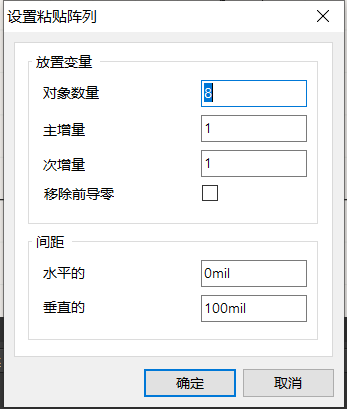 设置粘贴阵列
放置变量
对象数量 8
主增量 1
次增量 1
移除前导零
间距
水平的 0mil
垂直的 100mil
确定 取消